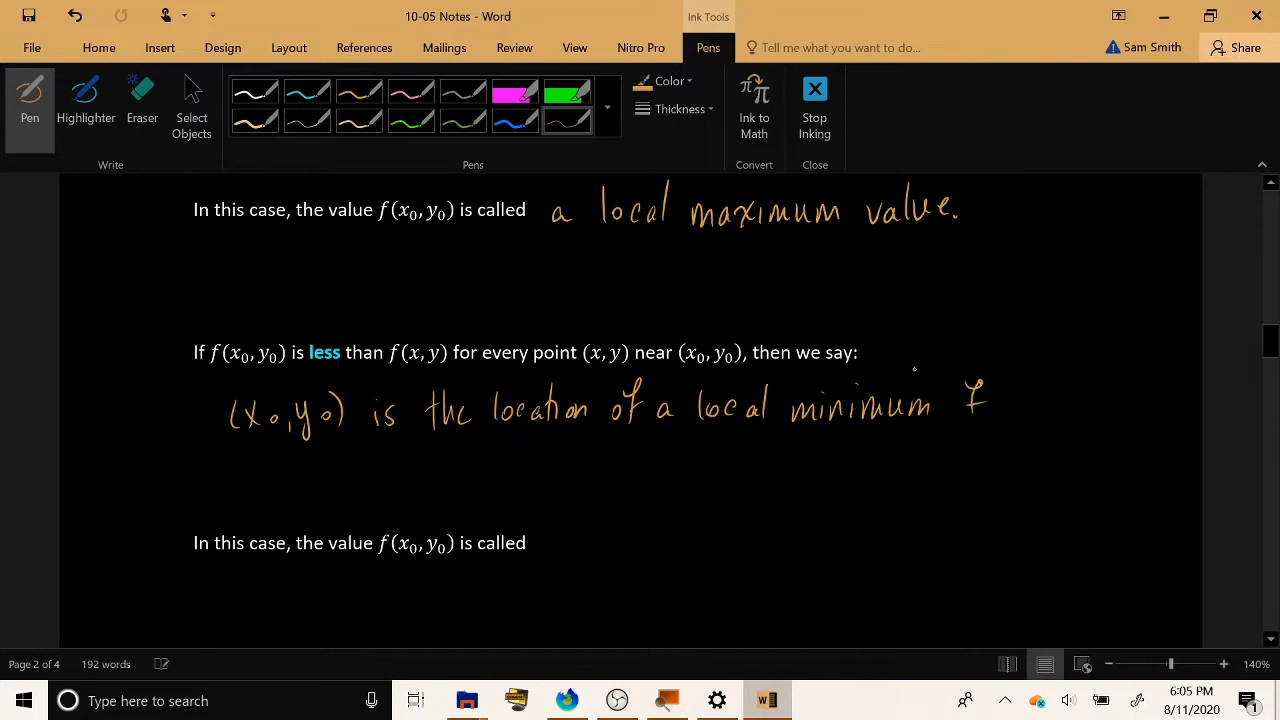 10-05 Notes - Word
Ink Tools
File Home Insert Design Layout References Mailings Review View Nitro Pro Pens Tell me what you want to do... Sam Smith Share
Pen Highlighter Eraser Select Objects
Color
Thickness
Ink to Math
Stop Inking
Write Pens Convert Close
In this case, the value f(x₀, y₀) is called a local maximum value.
If f(x₀, y₀) is less than f(x, y) for every point (x, y) near (x₀, y₀), then we say:
(x₀, y₀) is the location of a local minimum
In this case, the value f(x₀, y₀) is called
Page 2 of 4 192 words 140%
Type here to search
6:05 PM
8/11/2020
1